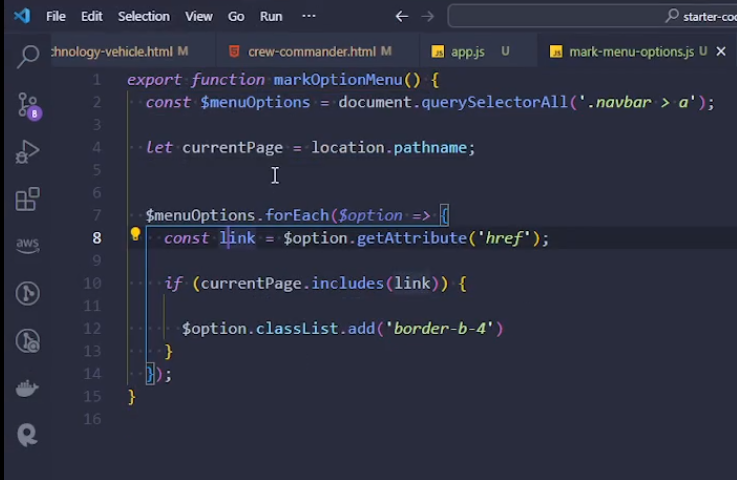 File Edit Selection View Go Run ··· starter-co
hnology-vehicle.html M crew-commander.html M app.js U mark-menu-options.js U
1 export function markOptionMenu() {
2 const $menuOptions = document.querySelectorAll('.navbar > a');
3
4 let currentPage = location.pathname;
5
6
7 $menuOptions.forEach($option => {
8 const link = $option.getAttribute('href');
9
10 if (currentPage.includes(link)) {
11
12 $option.classList.add('border-b-4')
13 }
14 });
15 }
16
8
aws